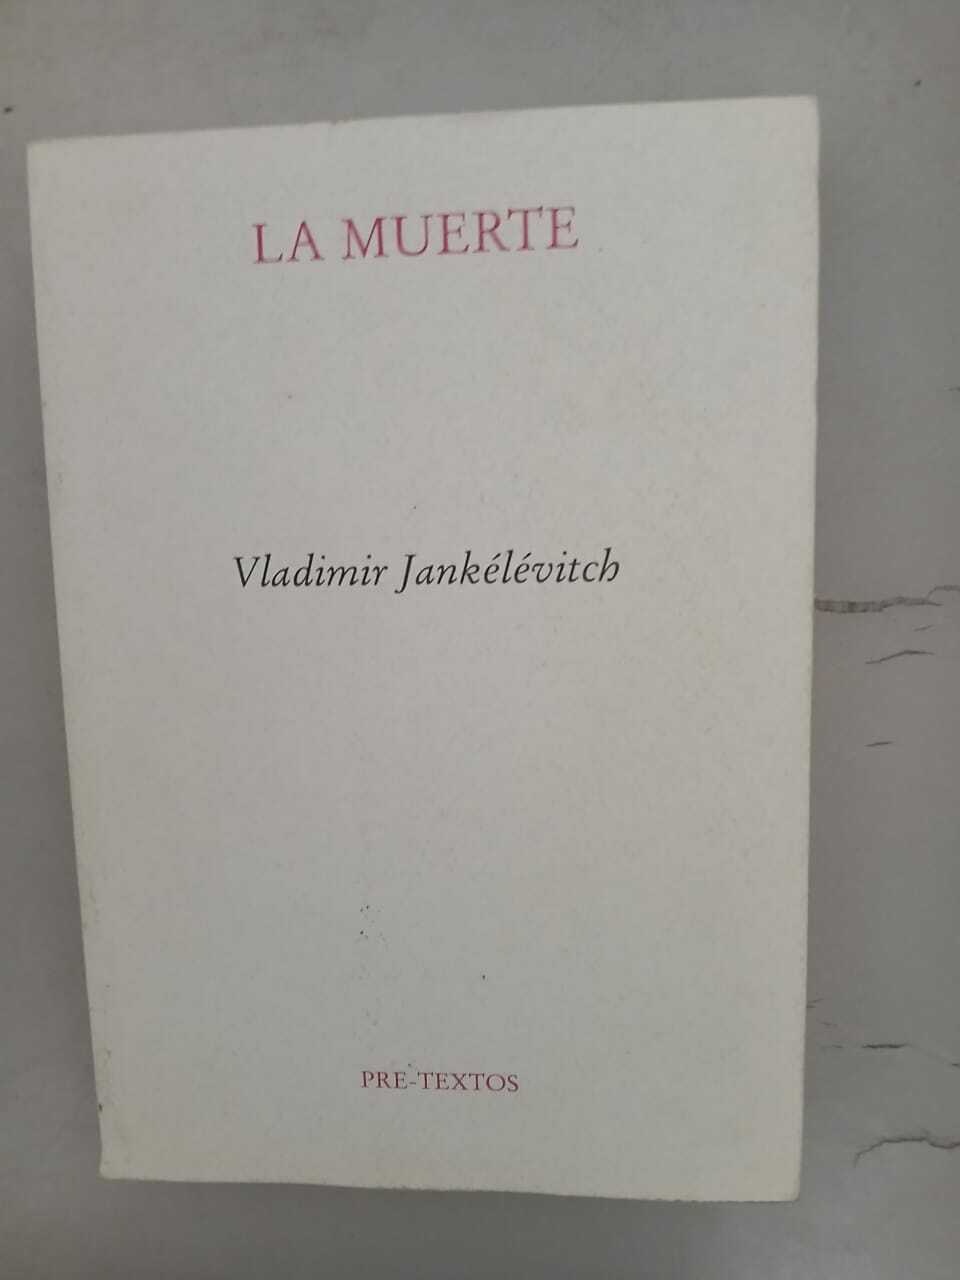 LA MUERTE
Vladimir Jankélévitch
PRE-TEXTOS